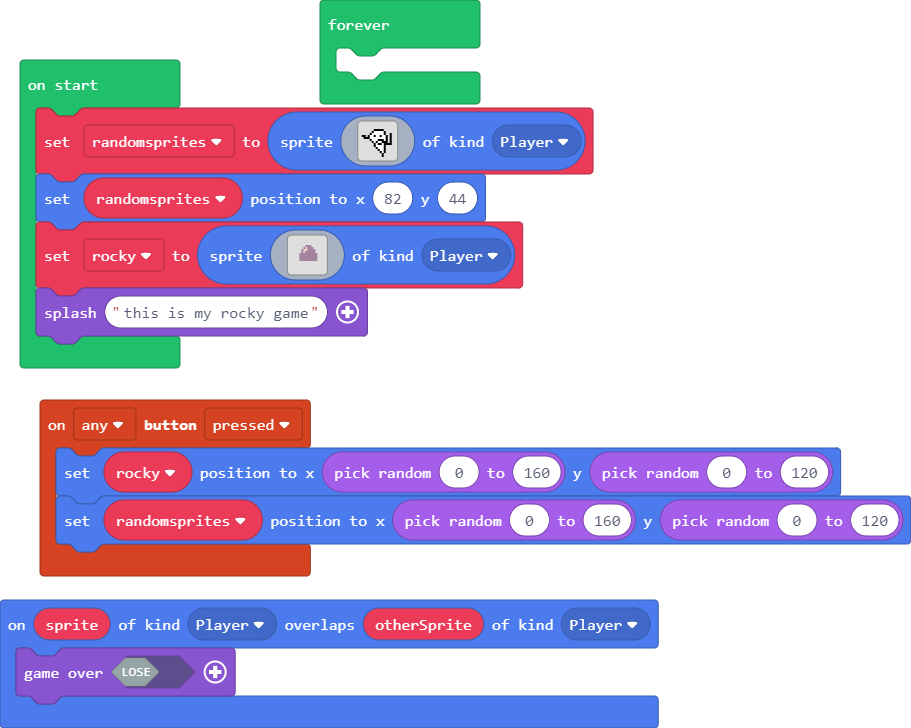 forever
on start
set randomsprites to sprite of kind Player
set randomsprites position to x 82 y 44
set rocky to sprite of kind Player
splash "this is my rocky game"
on any button pressed
set rocky position to x pick random 0 to 160 y pick random 0 to 120
set randomsprites position to x pick random 0 to 160 y pick random 0 to 120
on sprite of kind Player overlaps otherSprite of kind Player
game over LOSE